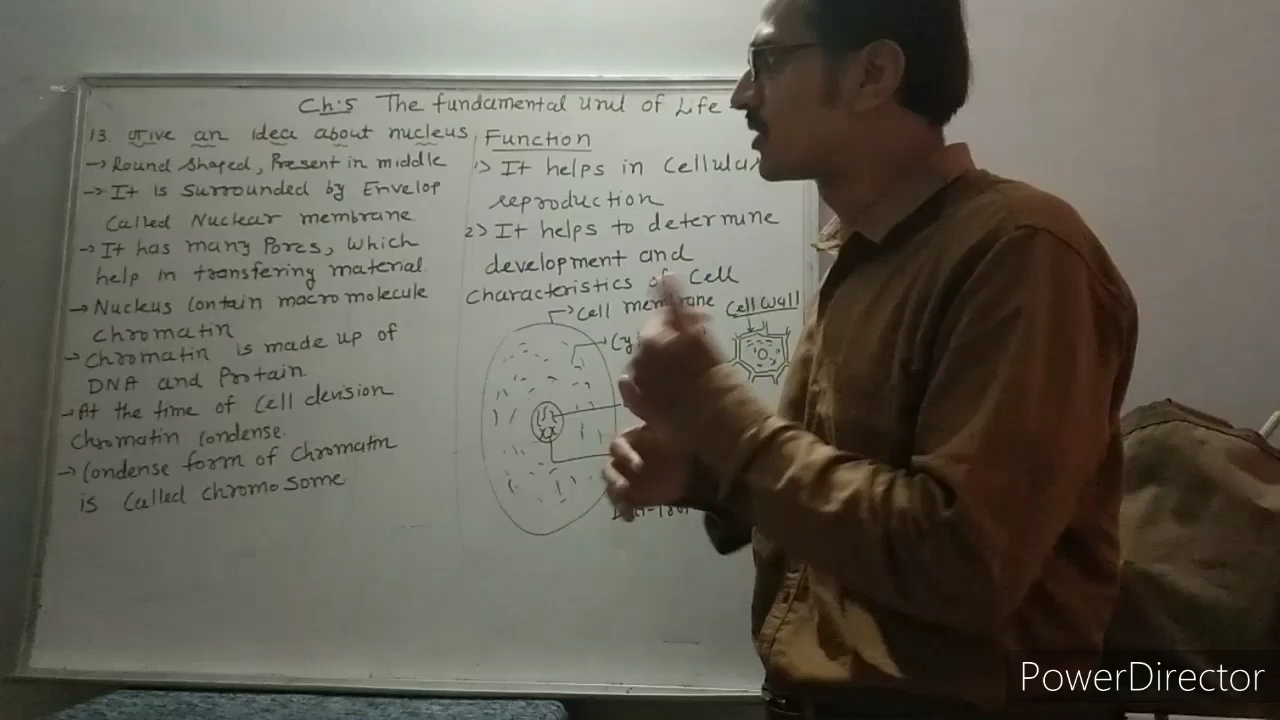 Ch:5 The fundamental Unit of Life
13. Give an idea about nucleus
→ Round shaped, Present in middle
→ It is surrounded by Envelop
Called Nuclear membrane
→ It has many Pores, which
help in transfering material.
→ Nucleus Contain macro molecule
Chromatin
→ Chromatin is made up of
DNA and Protain.
→ At the time of Cell devision
Chromatin Condense.
→ Condense form of Chromatin
is Called Chromosome
Function
1> It helps in Cellular
reproduction
2> It helps to determine
development and
Characteristics of Cell
Cell membrane
Cell wall
PowerDirector